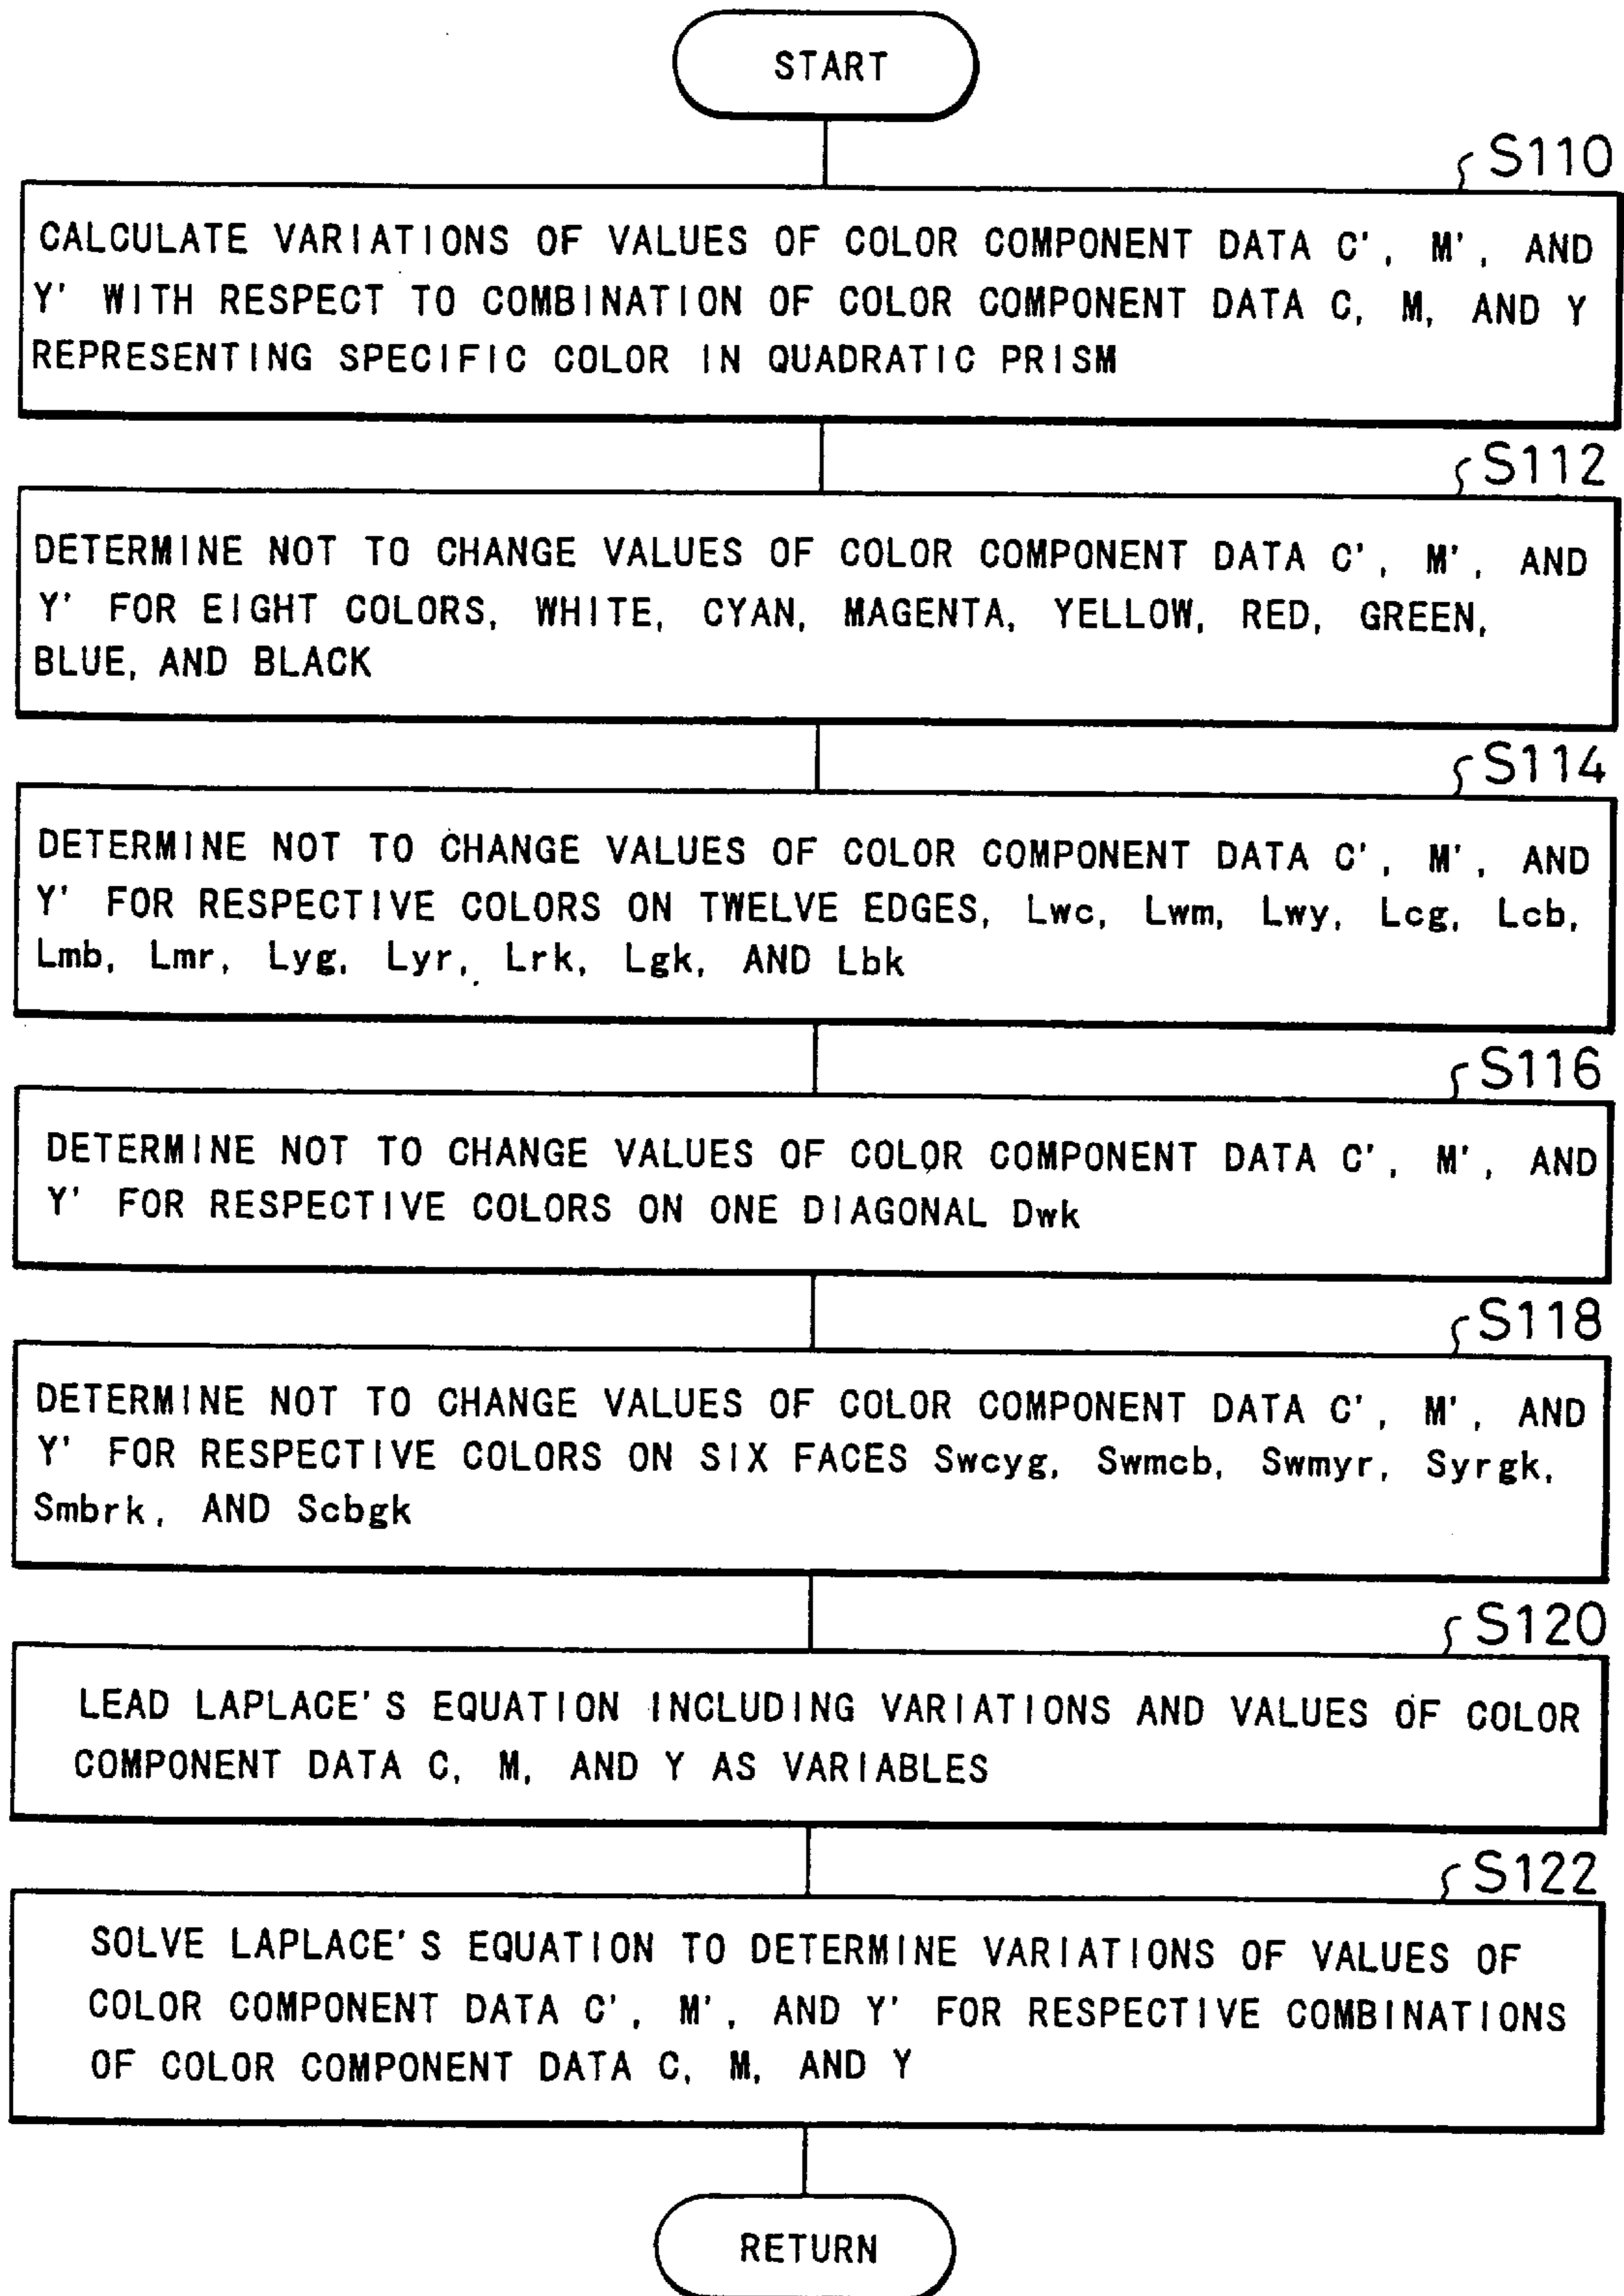 START
S110
CALCULATE VARIATIONS OF VALUES OF COLOR COMPONENT DATA C', M', AND
Y' WITH RESPECT TO COMBINATION OF COLOR COMPONENT DATA C, M, AND Y
REPRESENTING SPECIFIC COLOR IN QUADRATIC PRISM
S112
DETERMINE NOT TO CHANGE VALUES OF COLOR COMPONENT DATA C', M', AND
Y' FOR EIGHT COLORS, WHITE, CYAN, MAGENTA, YELLOW, RED, GREEN,
BLUE, AND BLACK
S114
DETERMINE NOT TO CHANGE VALUES OF COLOR COMPONENT DATA C', M', AND
Y' FOR RESPECTIVE COLORS ON TWELVE EDGES, Lwc, Lwm, Lwy, Lcg, Lcb,
Lmb, Lmr, Lyg, Lyr, Lrk, Lgk, AND Lbk
S116
DETERMINE NOT TO CHANGE VALUES OF COLOR COMPONENT DATA C', M', AND
Y' FOR RESPECTIVE COLORS ON ONE DIAGONAL Dwk
S118
DETERMINE NOT TO CHANGE VALUES OF COLOR COMPONENT DATA C', M', AND
Y' FOR RESPECTIVE COLORS ON SIX FACES Swcyg, Swmcb, Swmyr, Syrgk,
Smbrk, AND Scbgk
S120
LEAD LAPLACE'S EQUATION INCLUDING VARIATIONS AND VALUES OF COLOR
COMPONENT DATA C, M, AND Y AS VARIABLES
S122
SOLVE LAPLACE'S EQUATION TO DETERMINE VARIATIONS OF VALUES OF
COLOR COMPONENT DATA C', M', AND Y' FOR RESPECTIVE COMBINATIONS
OF COLOR COMPONENT DATA C, M, AND Y
RETURN